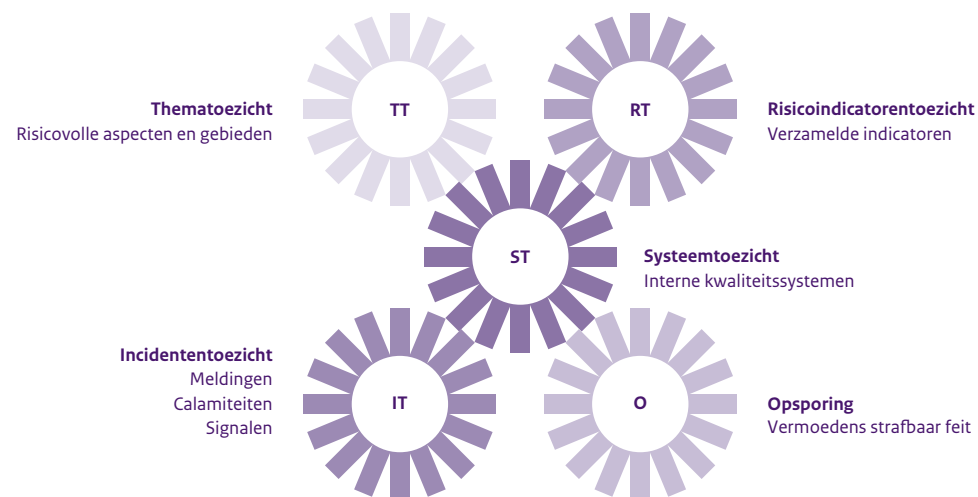 TT
Thematoezicht
Risicovolle aspecten en gebieden
RT
Risicoindicatorentoezicht
Verzamelde indicatoren
ST
Systeemtoezicht
Interne kwaliteitssystemen
Incidententoezicht
Meldingen
Calamiteiten
Signalen
IT
O
Opsporing
Vermoedens strafbaar feit